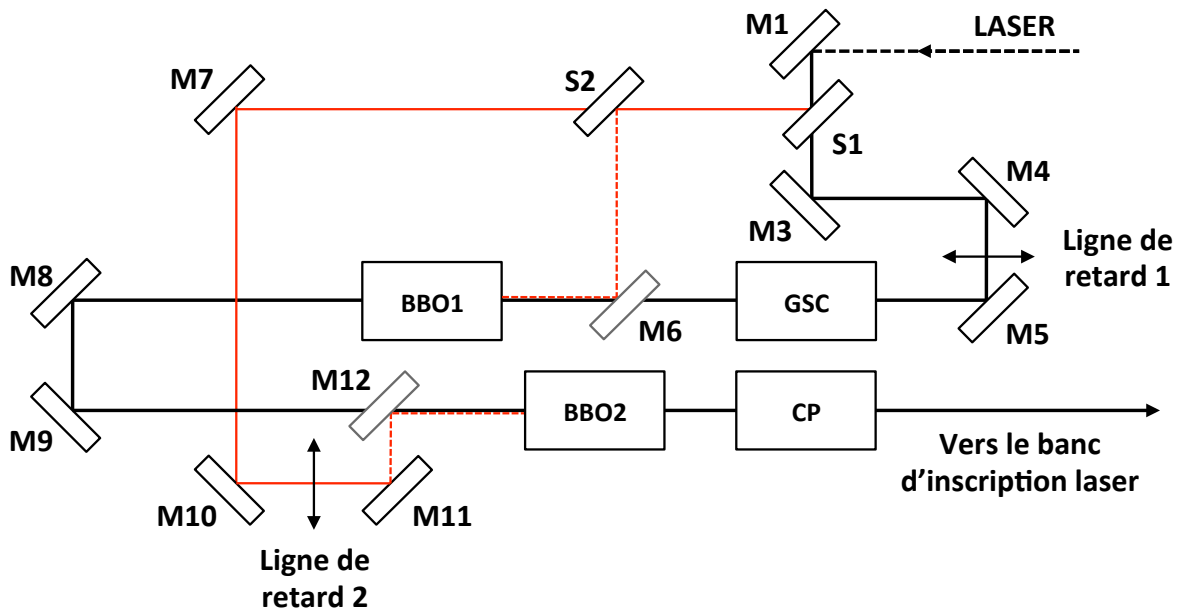 M1
LASER
M7
S2
S1
M4
M3
Ligne de
retard 1
M8
BBO1
GSC
M6
M5
M12
BBO2
CP
M9
Vers le banc
d'inscription laser
M10
M11
Ligne de
retard 2